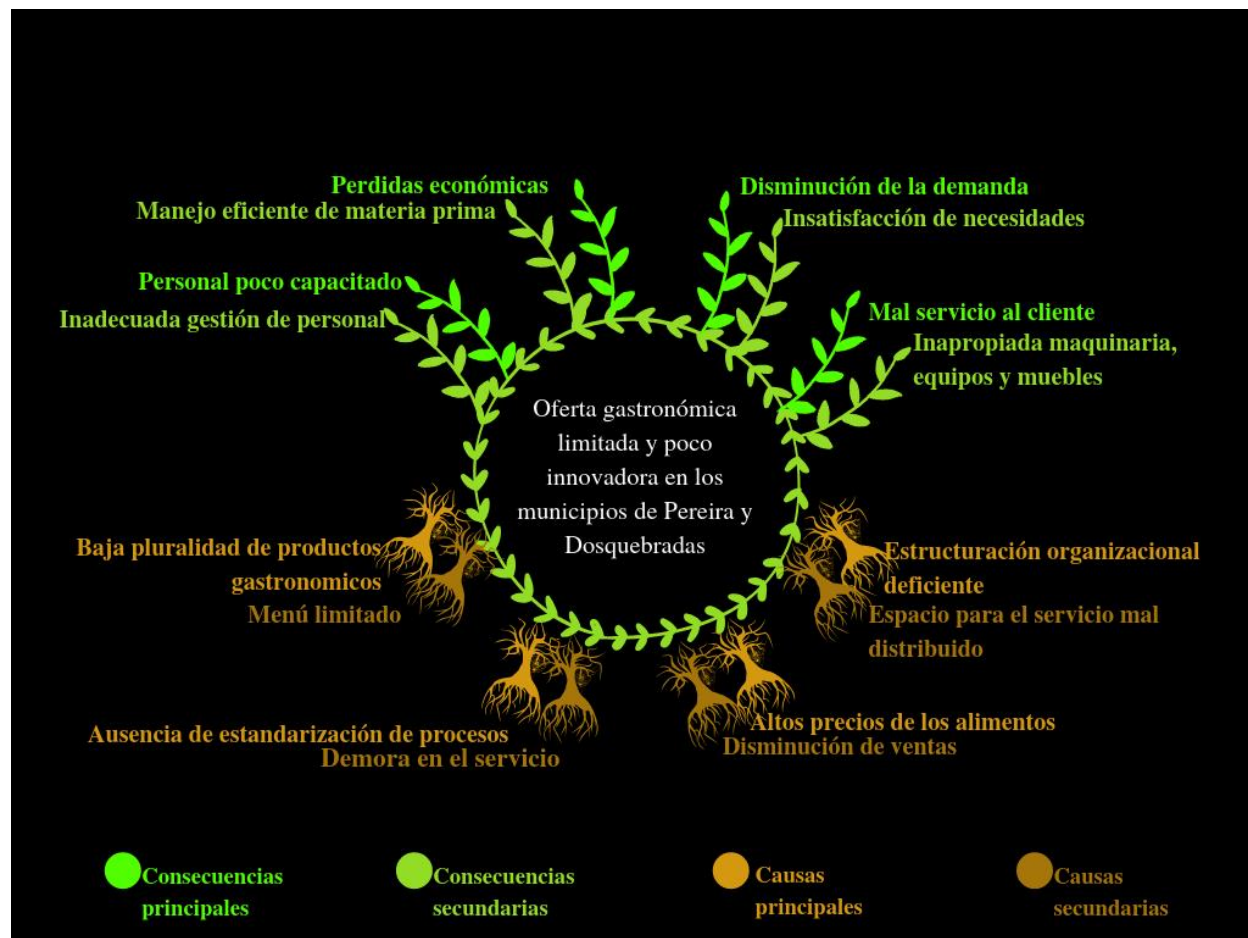 Perdidas económicas
Manejo eficiente de materia prima
Disminución de la demanda
Insatisfacción de necesidades
Personal poco capacitado
Inadecuada gestión de personal
Mal servicio al cliente
Inapropiada maquinaria,
equipos y muebles
Oferta gastronómica
limitada y poco
innovadora en los
municipios de Pereira y
Dosquebradas
Baja pluralidad de productos
gastronomicos
Menú limitado
Estructuración organizacional
deficiente
Espacio para el servicio mal
distribuido
Ausencia de estandarización de procesos
Demora en el servicio
Altos precios de los alimentos
Disminución de ventas
Consecuencias
principales
Consecuencias
secundarias
Causas
principales
Causas
secundarias